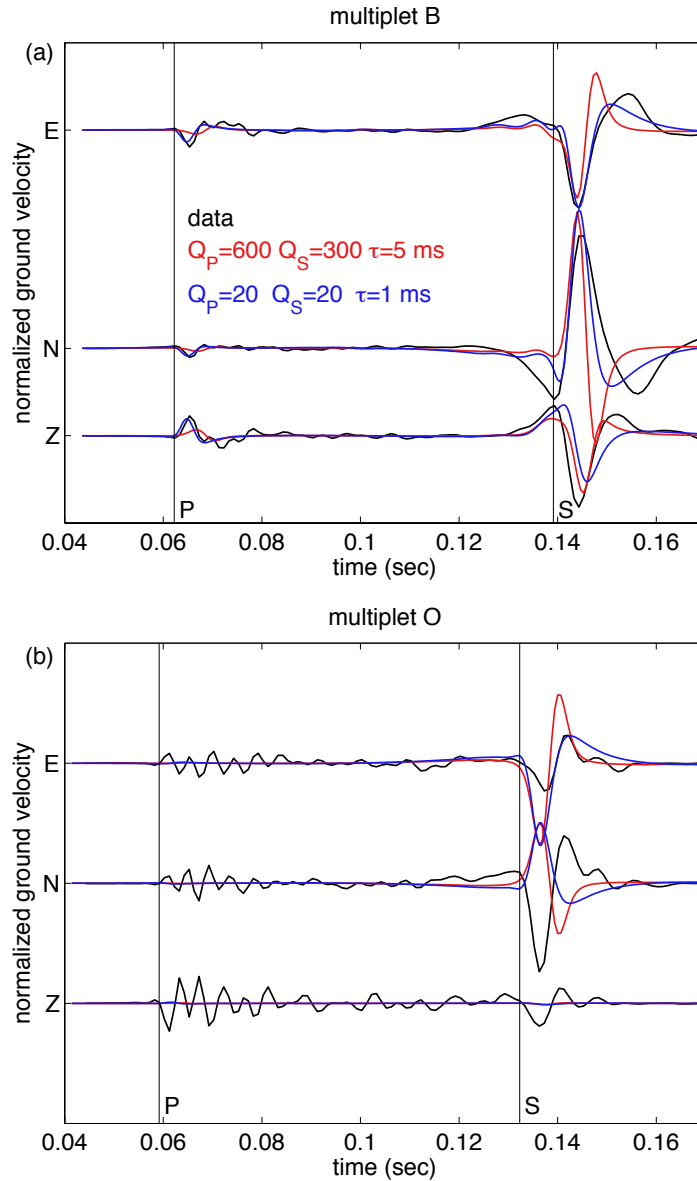 multiplet B
(a)
E
data
Q_P=600 Q_S=300 τ=5 ms
Q_P=20 Q_S=20 τ=1 ms
N
Z
normalized ground velocity
P
S
0.04 0.06 0.08 0.1 0.12 0.14 0.16
time (sec)
multiplet O
(b)
E
N
Z
normalized ground velocity
P
S
0.04 0.06 0.08 0.1 0.12 0.14 0.16
time (sec)